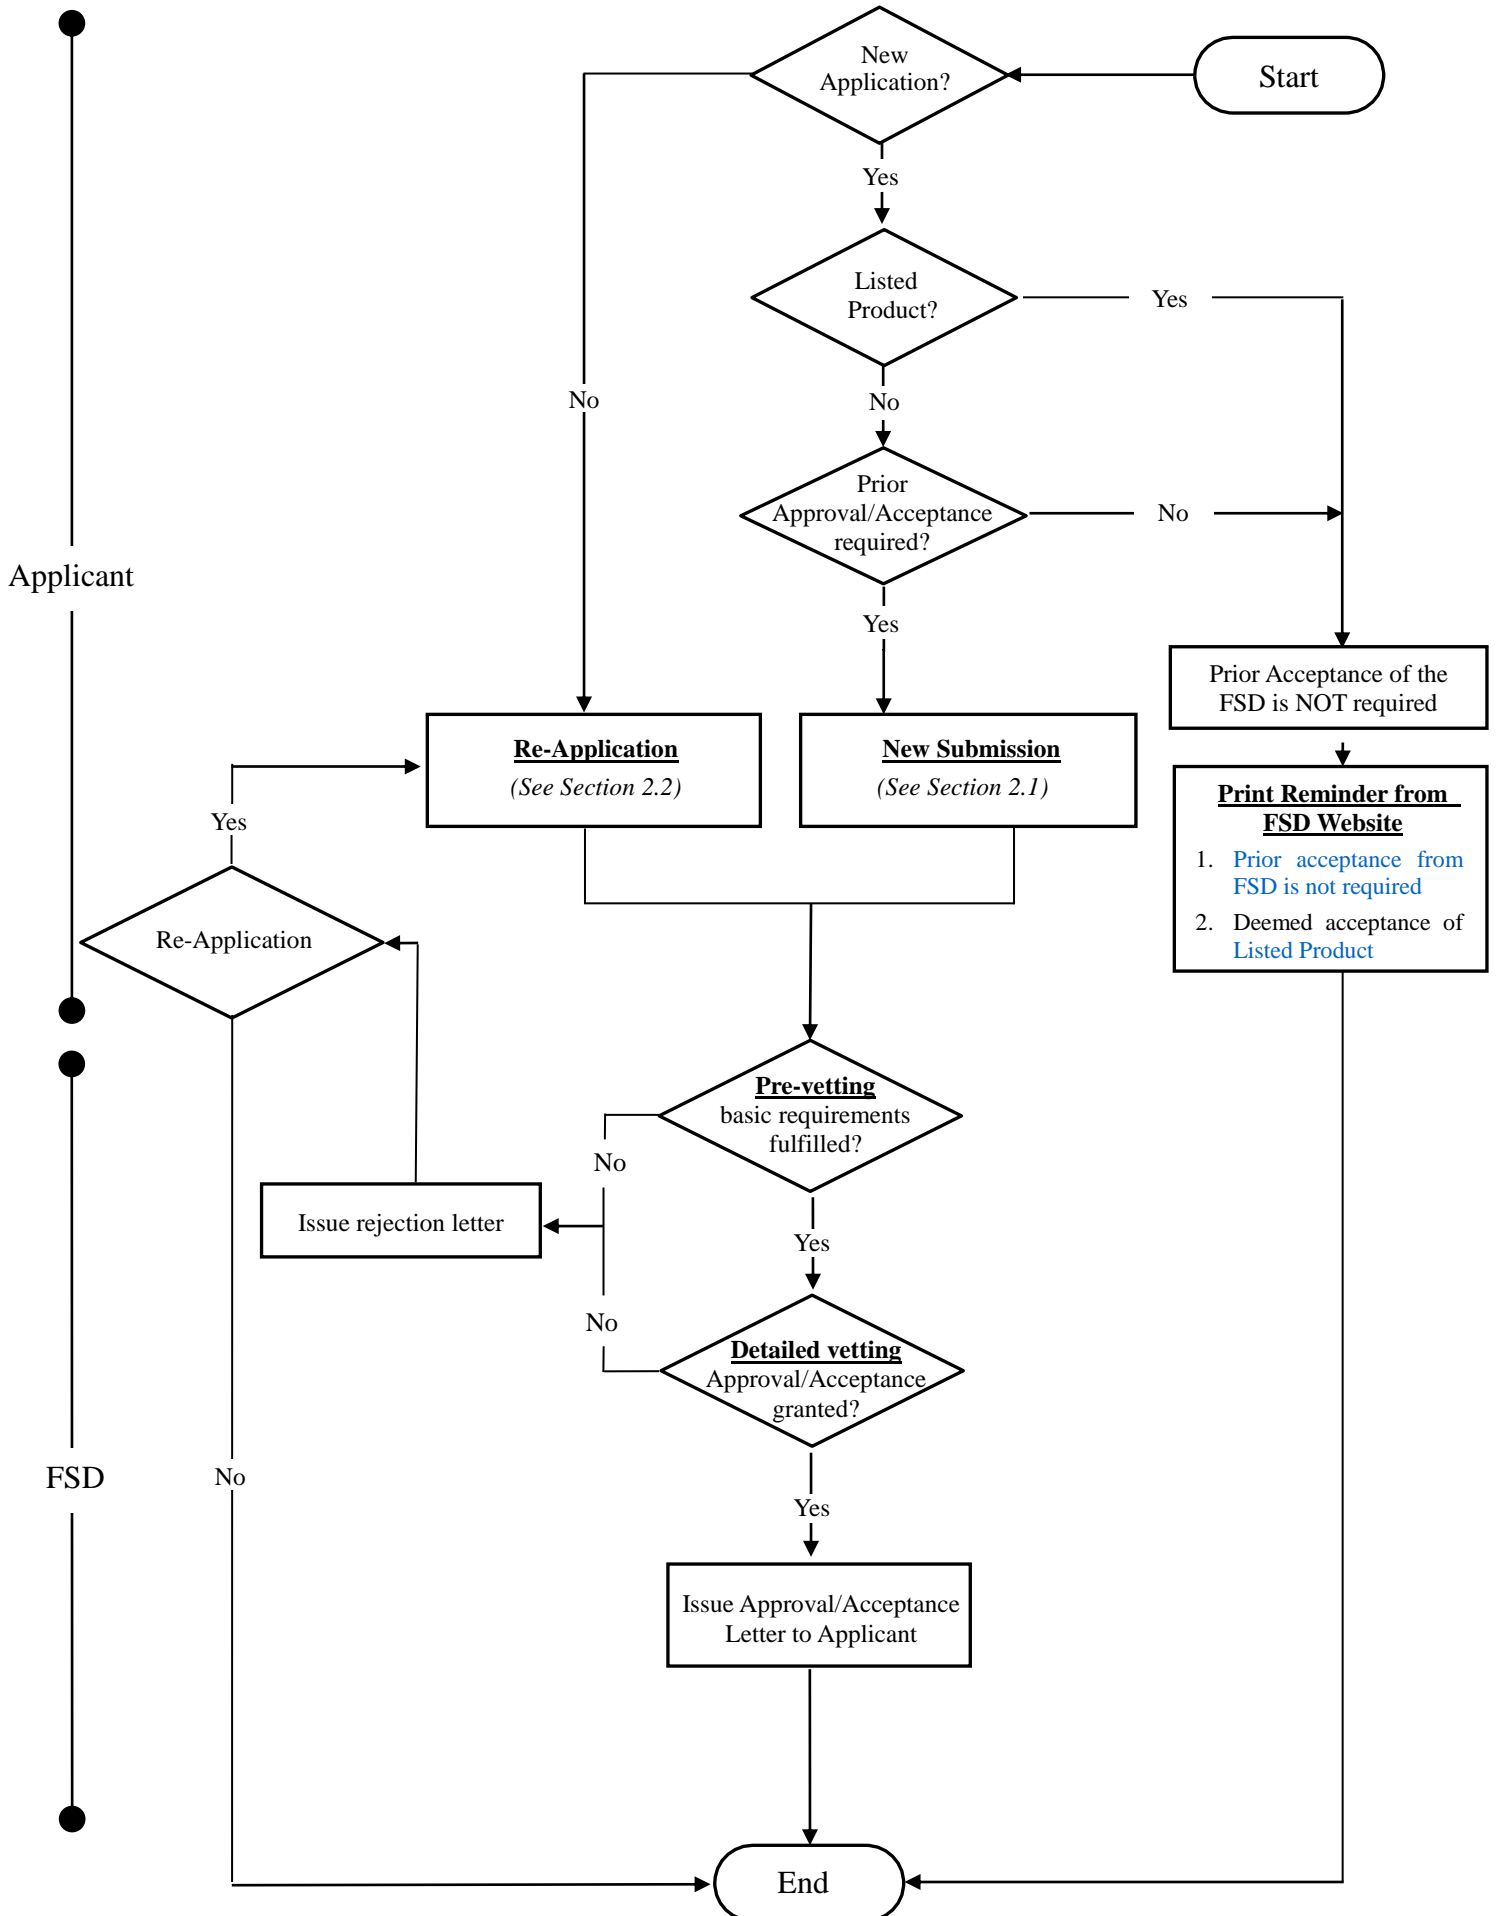 New
Application?
Start
Yes
Listed
Product?
Yes
No
No
Prior
Approval/Acceptance
required?
No
Applicant
Yes
Prior Acceptance of the
FSD is NOT required
Re-Application
(See Section 2.2)
New Submission
(See Section 2.1)
Print Reminder from
FSD Website
1. Prior acceptance from
FSD is not required
2. Deemed acceptance of
Listed Product
Yes
Re-Application
Pre-vetting
basic requirements
fulfilled?
No
Issue rejection letter
Yes
No
Detailed vetting
Approval/Acceptance
granted?
FSD
No
Yes
Issue Approval/Acceptance
Letter to Applicant
End